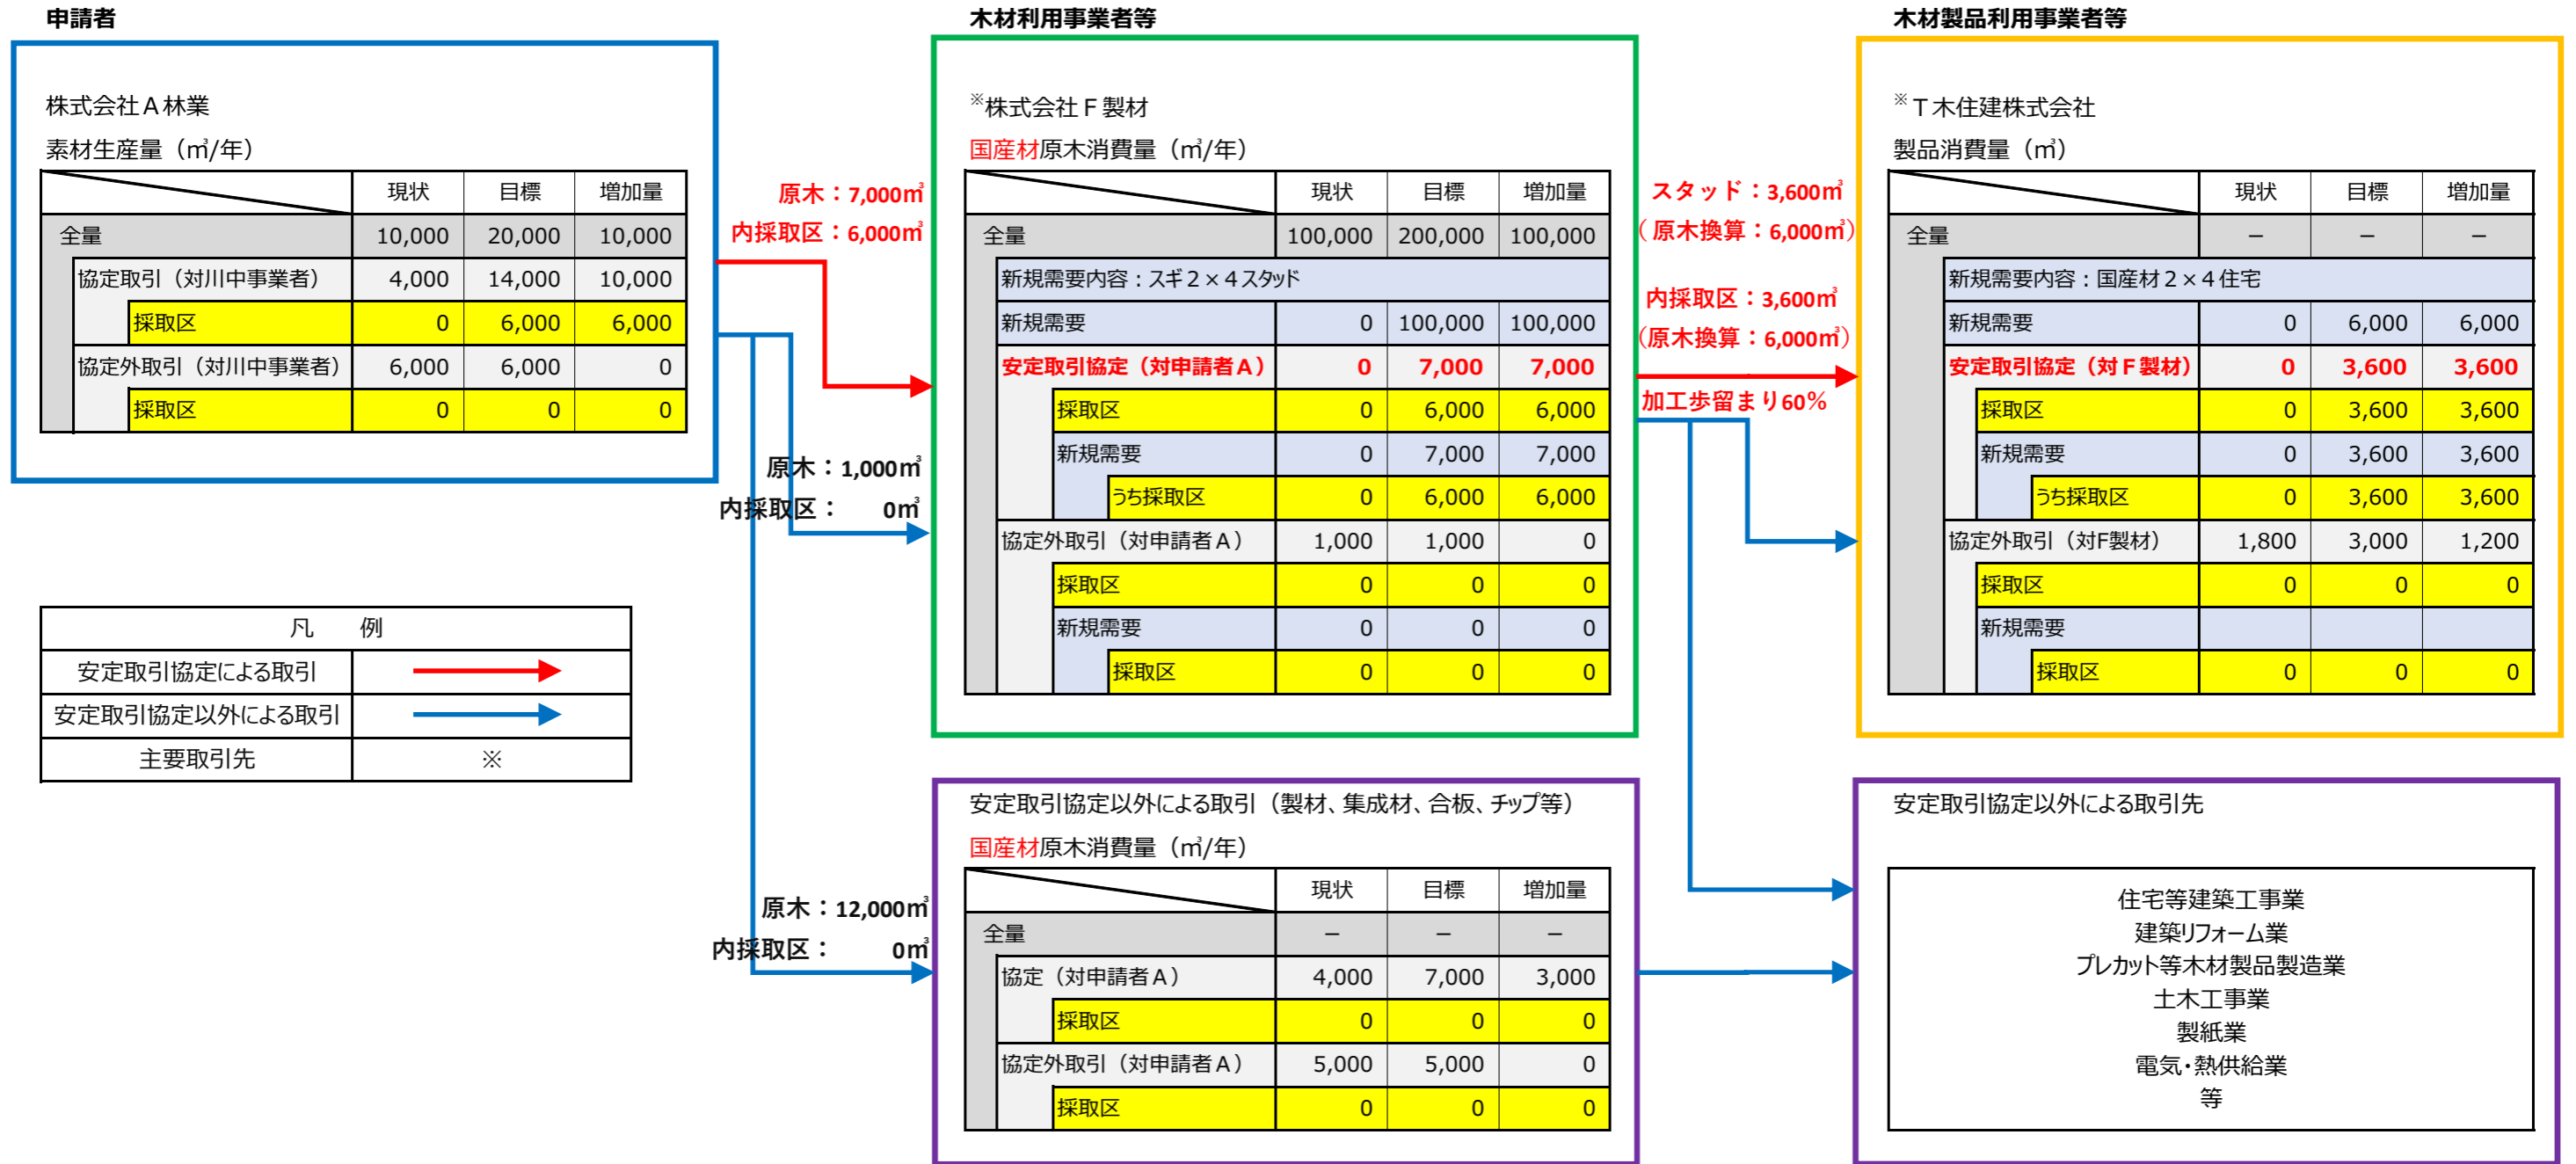 申請者
株式会社A林業
素材生産量（㎥/年）
現状 目標 増加量
全量 10,000 20,000 10,000
協定取引（対川中事業者） 4,000 14,000 10,000
採取区 0 6,000 6,000
協定外取引（対川中事業者） 6,000 6,000 0
採取区 0 0 0
凡　例
安定取引協定による取引
安定取引協定以外による取引
主要取引先 ※
原木：7,000㎥
内採取区：6,000㎥
原木：1,000㎥
内採取区： 0㎥
原木：12,000㎥
内採取区： 0㎥
木材利用事業者等
※株式会社F製材
国産材原木消費量（㎥/年）
現状 目標 増加量
全量 100,000 200,000 100,000
新規需要内容：スギ2×4スタッド
新規需要 0 100,000 100,000
安定取引協定（対申請者A） 0 7,000 7,000
採取区 0 6,000 6,000
新規需要 0 7,000 7,000
うち採取区 0 6,000 6,000
協定外取引（対申請者A） 1,000 1,000 0
採取区 0 0 0
新規需要 0 0 0
採取区 0 0 0
安定取引協定以外による取引（製材、集成材、合板、チップ等）
国産材原木消費量（㎥/年）
現状 目標 増加量
全量 − − −
協定（対申請者A） 4,000 7,000 3,000
採取区 0 0 0
協定外取引（対申請者A） 5,000 5,000 0
採取区 0 0 0
スタッド：3,600㎥
（原木換算：6,000㎥）
内採取区：3,600㎥
（原木換算：6,000㎥）
加工歩留まり60％
木材製品利用事業者等
※T木住建株式会社
製品消費量（㎥）
現状 目標 増加量
全量 − − −
新規需要内容：国産材2×4住宅
新規需要 0 6,000 6,000
安定取引協定（対F製材） 0 3,600 3,600
採取区 0 3,600 3,600
新規需要 0 3,600 3,600
うち採取区 0 3,600 3,600
協定外取引（対F製材） 1,800 3,000 1,200
採取区 0 0 0
新規需要
採取区 0 0 0
安定取引協定以外による取引先
住宅等建築工事業
建築リフォーム業
プレカット等木材製品製造業
土木工事業
製紙業
電気・熱供給業
等